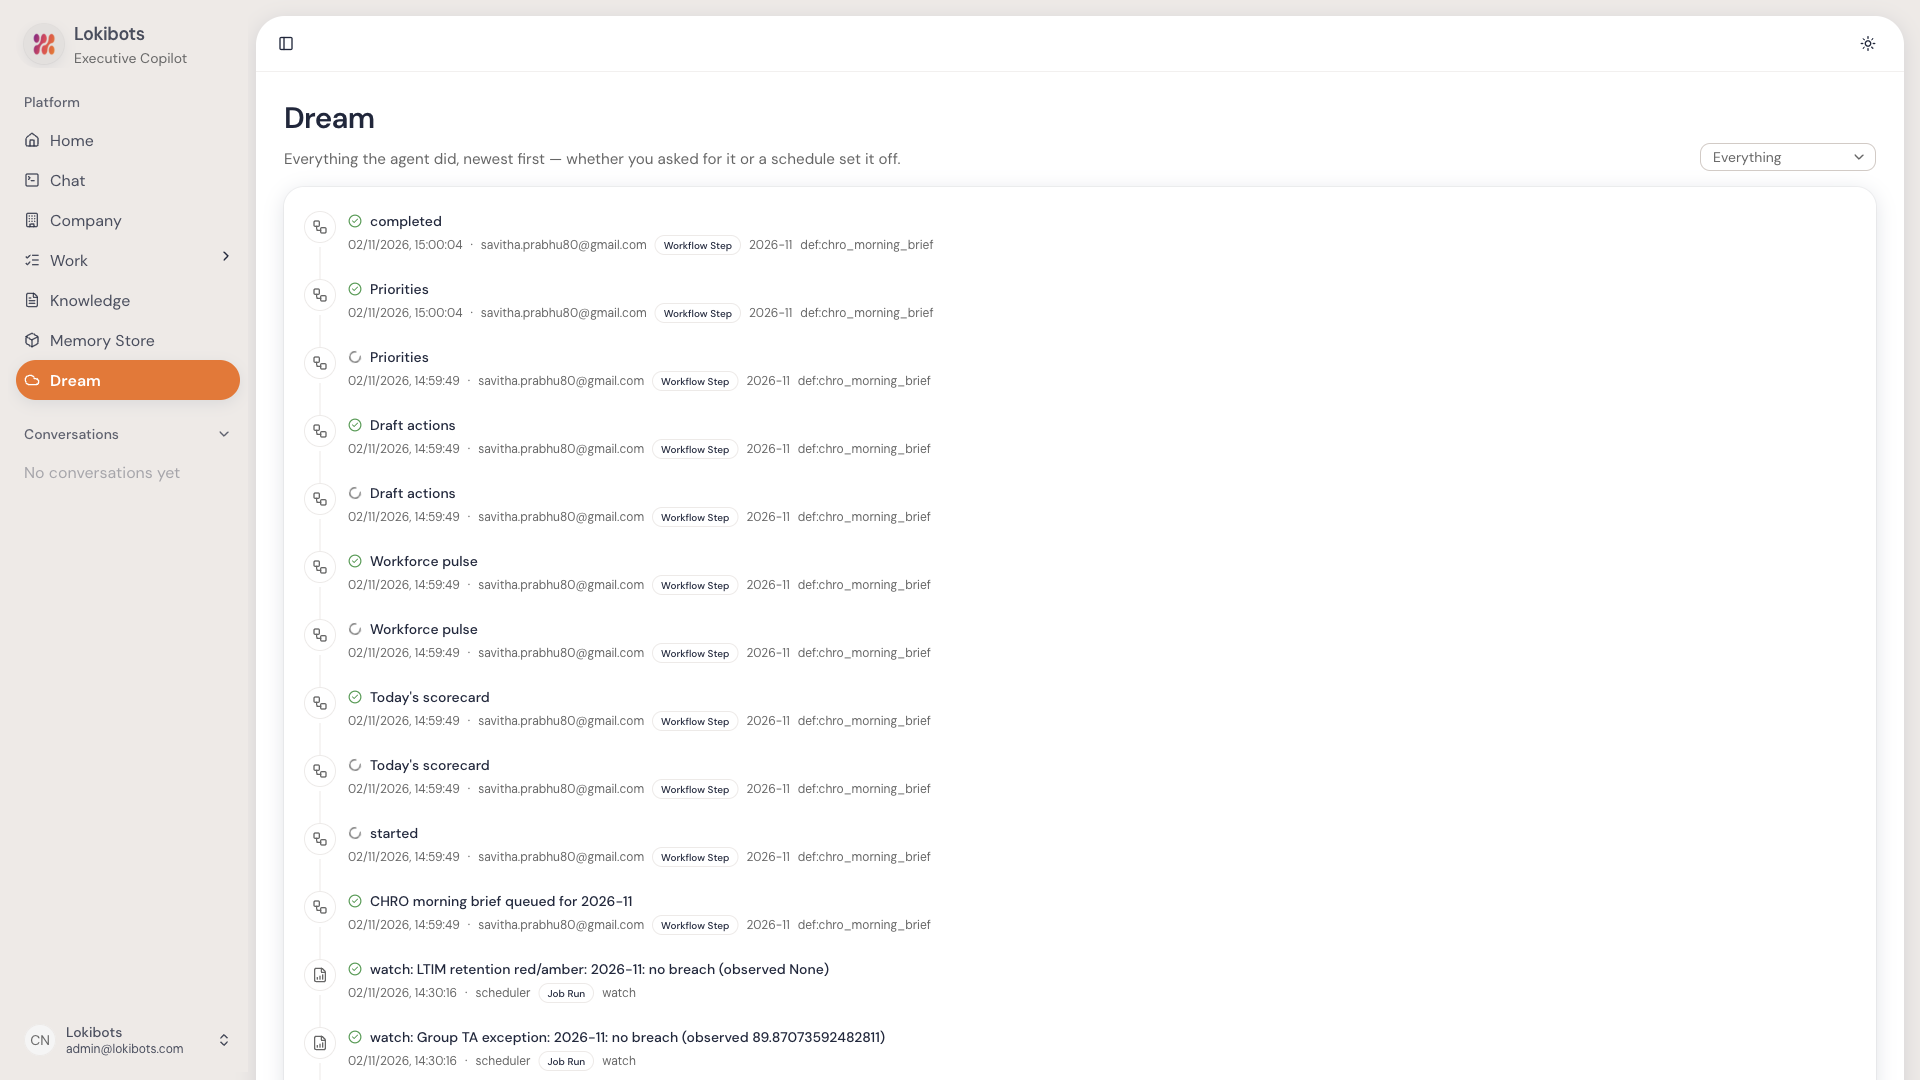 Lokibots
Executive Copilot
Platform
Home
Chat
Company
Work
Knowledge
Memory Store
Dream
Conversations
No conversations yet
CN
Lokibots
admin@lokibots.com
Dream
Everything the agent did, newest first — whether you asked for it or a schedule set it off.
Everything
completed
02/11/2026, 15:00:04 · savitha.prabhu80@gmail.com Workflow Step 2026-11 def:chro_morning_brief
Priorities
02/11/2026, 15:00:04 · savitha.prabhu80@gmail.com Workflow Step 2026-11 def:chro_morning_brief
Priorities
02/11/2026, 14:59:49 · savitha.prabhu80@gmail.com Workflow Step 2026-11 def:chro_morning_brief
Draft actions
02/11/2026, 14:59:49 · savitha.prabhu80@gmail.com Workflow Step 2026-11 def:chro_morning_brief
Draft actions
02/11/2026, 14:59:49 · savitha.prabhu80@gmail.com Workflow Step 2026-11 def:chro_morning_brief
Workforce pulse
02/11/2026, 14:59:49 · savitha.prabhu80@gmail.com Workflow Step 2026-11 def:chro_morning_brief
Workforce pulse
02/11/2026, 14:59:49 · savitha.prabhu80@gmail.com Workflow Step 2026-11 def:chro_morning_brief
Today's scorecard
02/11/2026, 14:59:49 · savitha.prabhu80@gmail.com Workflow Step 2026-11 def:chro_morning_brief
Today's scorecard
02/11/2026, 14:59:49 · savitha.prabhu80@gmail.com Workflow Step 2026-11 def:chro_morning_brief
started
02/11/2026, 14:59:49 · savitha.prabhu80@gmail.com Workflow Step 2026-11 def:chro_morning_brief
CHRO morning brief queued for 2026-11
02/11/2026, 14:59:49 · savitha.prabhu80@gmail.com Workflow Step 2026-11 def:chro_morning_brief
watch: LTIM retention red/amber: 2026-11: no breach (observed None)
02/11/2026, 14:30:16 · scheduler Job Run watch
watch: Group TA exception: 2026-11: no breach (observed 89.87073592482811)
02/11/2026, 14:30:16 · scheduler Job Run watch